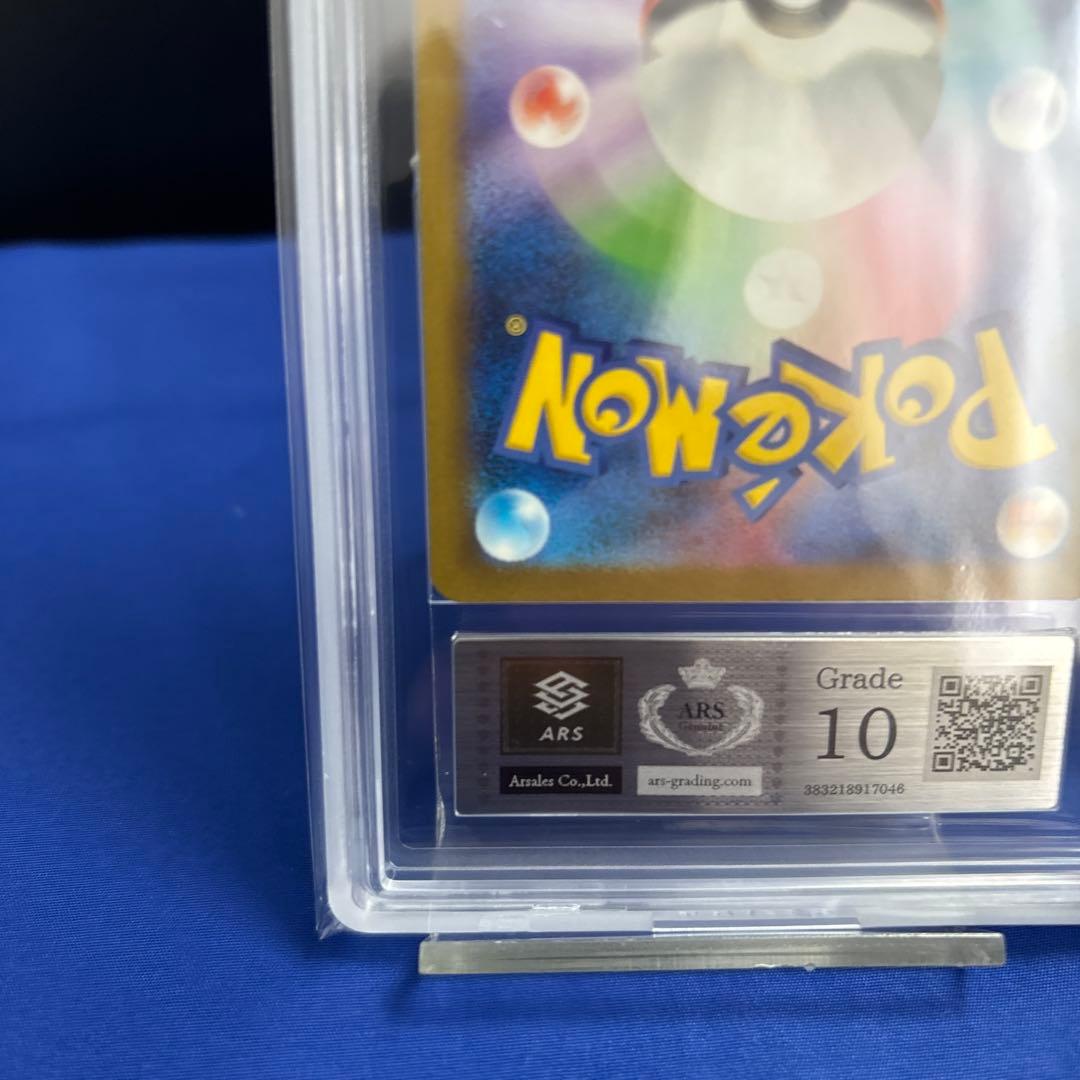 POKéMON
®
ARS
Arsales Co.,Ltd.
ARS
ars-grading.com
Grade
10
383218917046